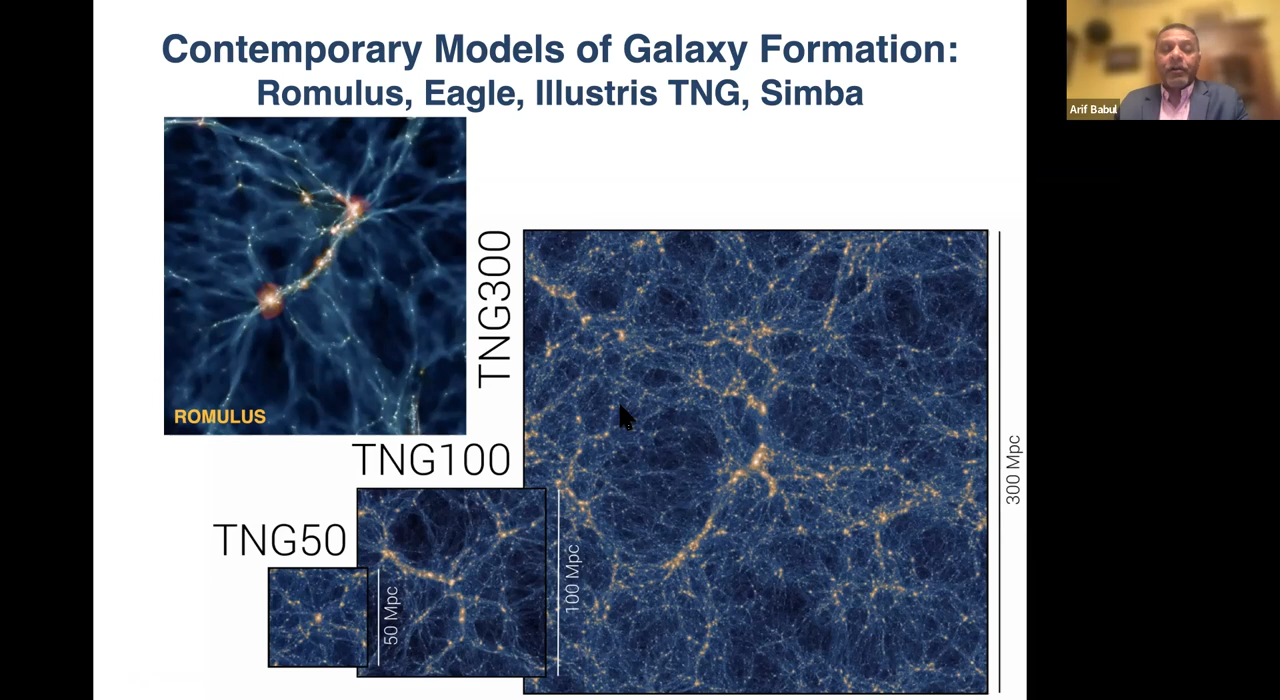 Contemporary Models of Galaxy Formation:
Romulus, Eagle, Illustris TNG, Simba
Arif Babul
ROMULUS
TNG300
300 Mpc
TNG100
100 Mpc
TNG50
50 Mpc